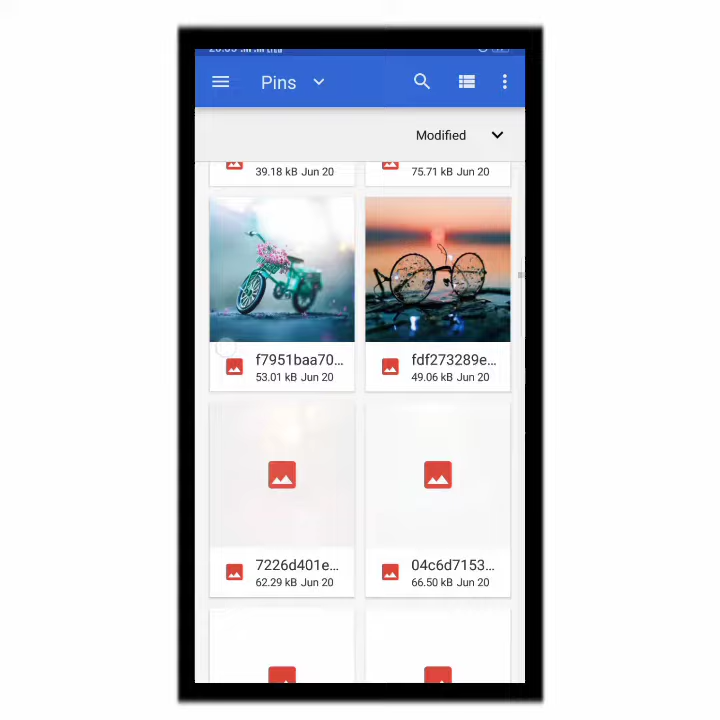 Pins
Modified
39.18 kB Jun 20
75.71 kB Jun 20
f7951baa70...
fdf273289e...
53.01 kB Jun 20
49.06 kB Jun 20
7226d401e...
04c6d7153...
62.29 kB Jun 20
66.50 kB Jun 20